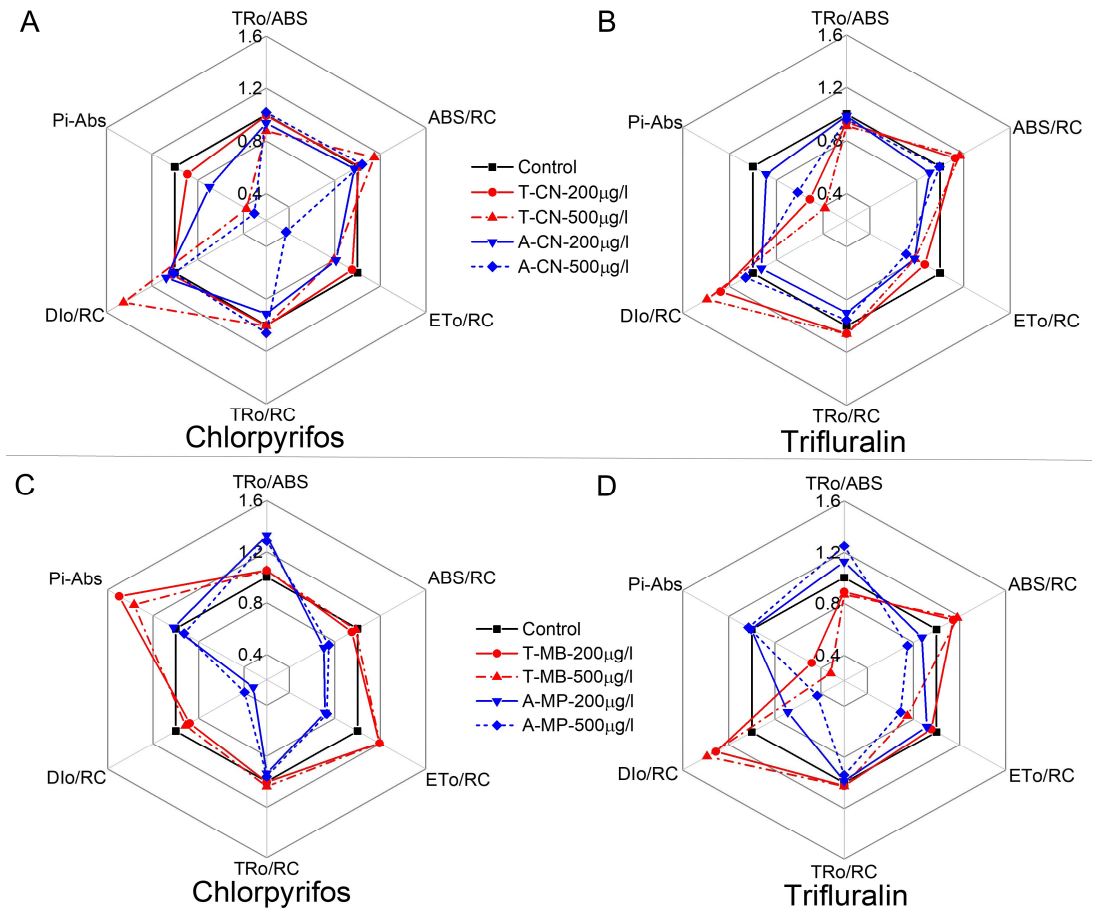 A
TRo/ABS
1.6
1.2
0.8
0.4
ABS/RC
ETo/RC
TRo/RC
DIo/RC
Pi-Abs
Chlorpyrifos
Control
T-CN-200μg/l
T-CN-500μg/l
A-CN-200μg/l
A-CN-500μg/l
B
TRo/ABS
1.6
1.2
0.8
0.4
ABS/RC
ETo/RC
TRo/RC
DIo/RC
Pi-Abs
Trifluralin
C
TRo/ABS
1.6
1.2
0.8
0.4
ABS/RC
ETo/RC
TRo/RC
DIo/RC
Pi-Abs
Chlorpyrifos
Control
T-MB-200μg/l
T-MB-500μg/l
A-MP-200μg/l
A-MP-500μg/l
D
TRo/ABS
1.6
1.2
0.8
0.4
ABS/RC
ETo/RC
TRo/RC
DIo/RC
Pi-Abs
Trifluralin